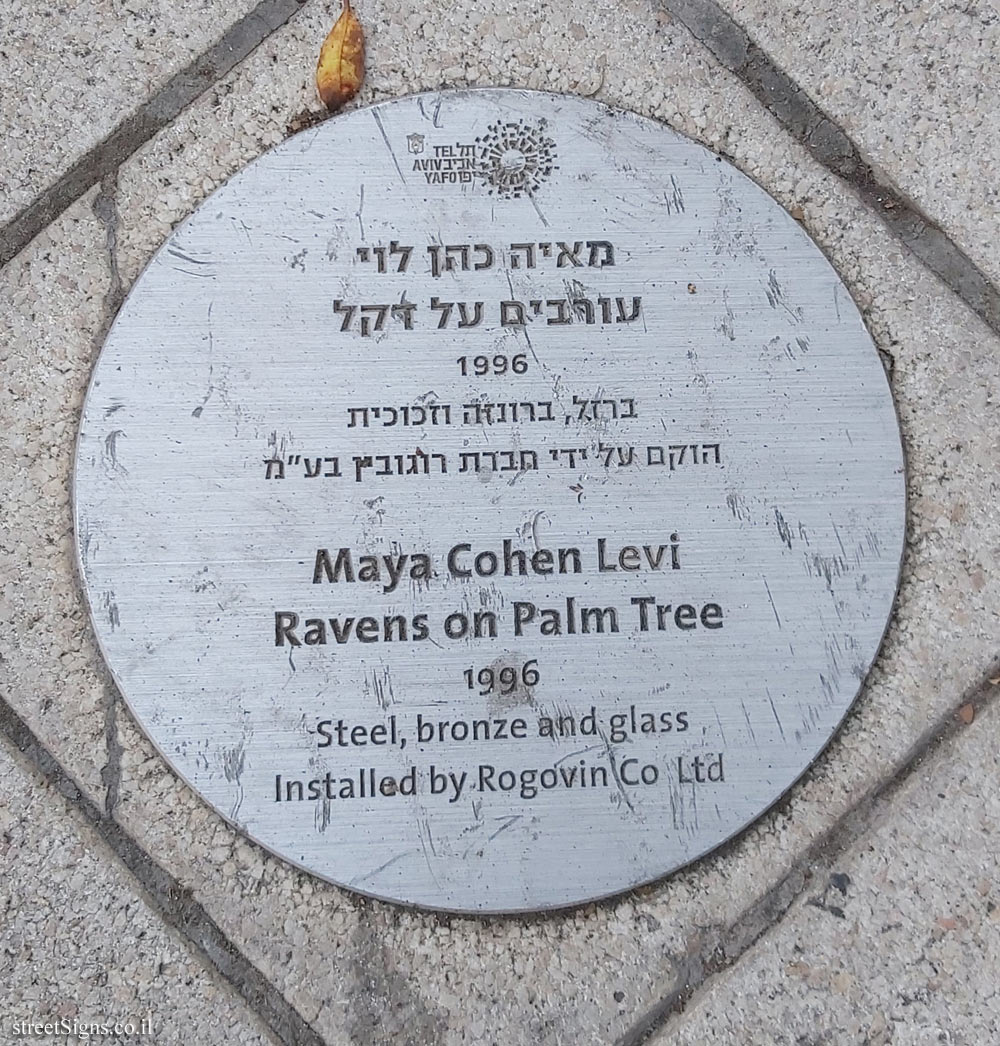 TEL תל
AVIV אביב
YAFO יפו
מאיה כהן לוי
עורבים על דקל
1996
ברזל, ברונזה וזכוכית
הוקם על ידי חברת רוגובין בע"מ
Maya Cohen Levi
Ravens on Palm Tree
1996
Steel, bronze and glass
Installed by Rogovin Co Ltd
streetSigns.co.il